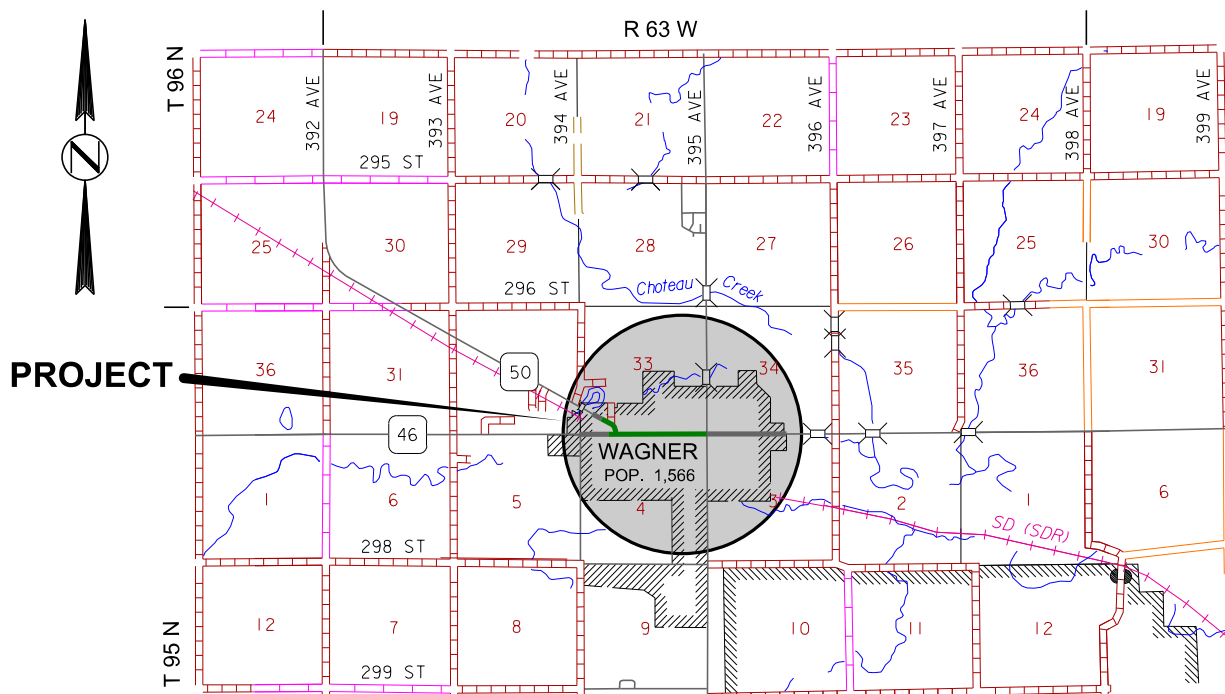 R 63 W
T 96 N
N
392 AVE
393 AVE
394 AVE
395 AVE
396 AVE
397 AVE
398 AVE
399 AVE
24
19
20
21
22
23
24
19
295 ST
25
30
29
28
27
26
25
30
296 ST
Choteau Creek
36
31
33
34
35
36
31
PROJECT
50
46
WAGNER
POP. 1,566
1
6
5
4
3
2
1
6
SD (SDR)
298 ST
12
7
8
9
10
11
12
T 95 N
299 ST